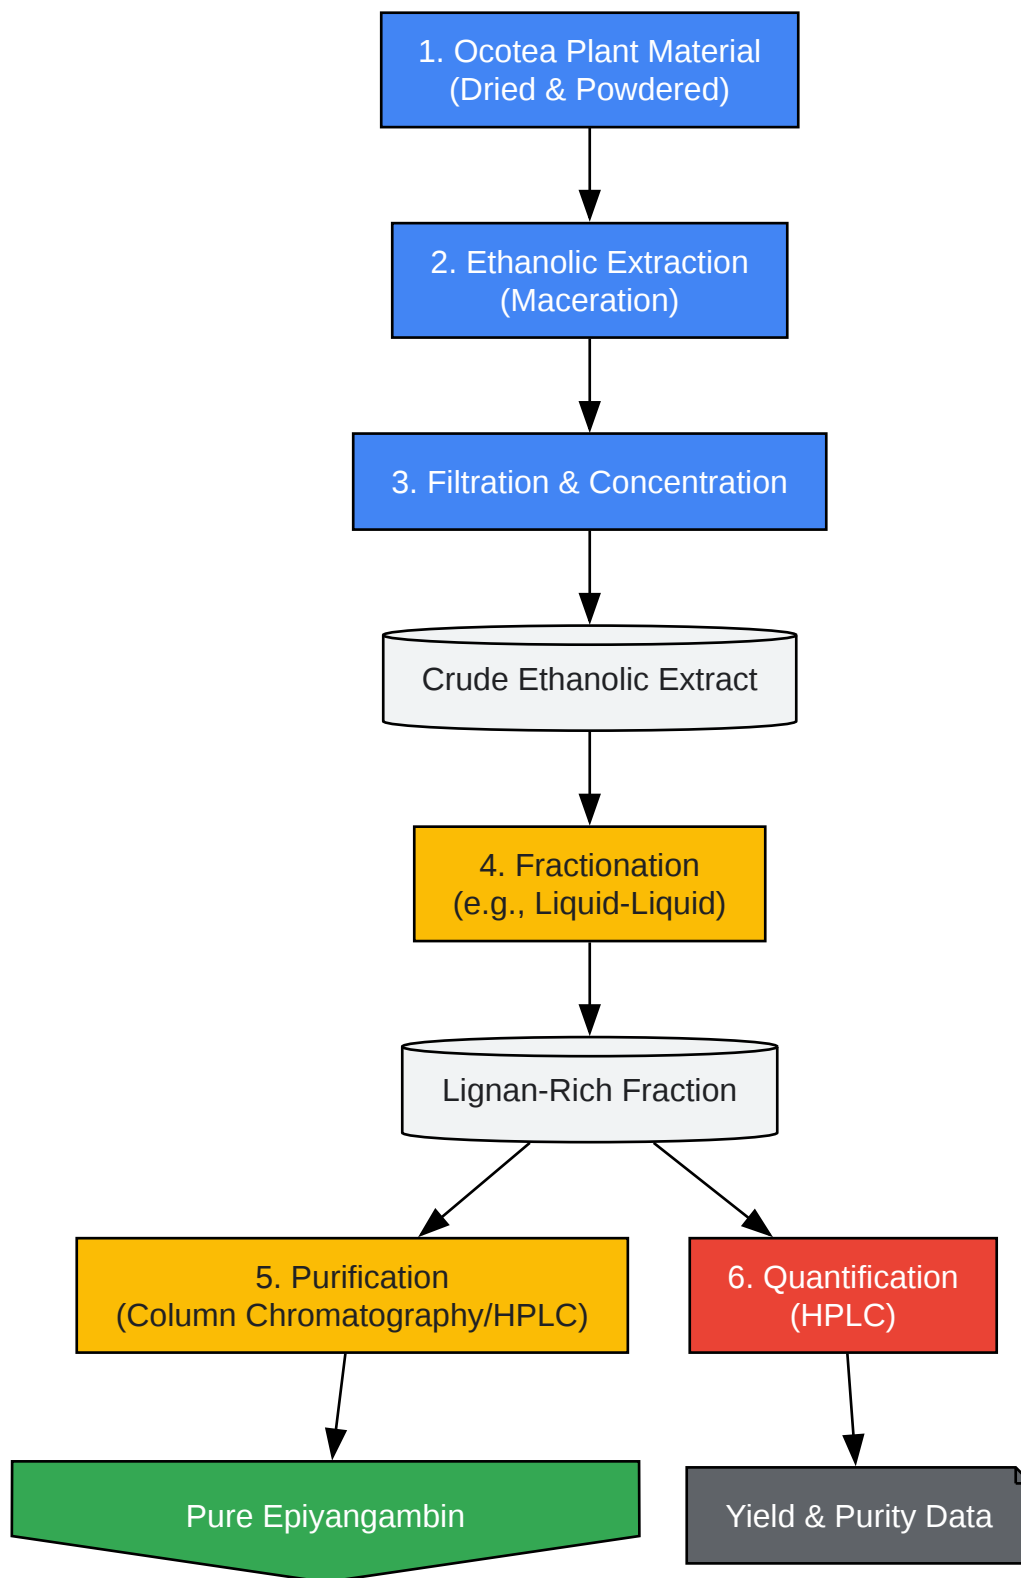 1. Ocotea Plant Material
(Dried & Powdered)
2. Ethanolic Extraction
(Maceration)
3. Filtration & Concentration
Crude Ethanolic Extract
4. Fractionation
(e.g., Liquid-Liquid)
Lignan-Rich Fraction
5. Purification
(Column Chromatography/HPLC)
6. Quantification
(HPLC)
Pure Epiyangambin
Yield & Purity Data